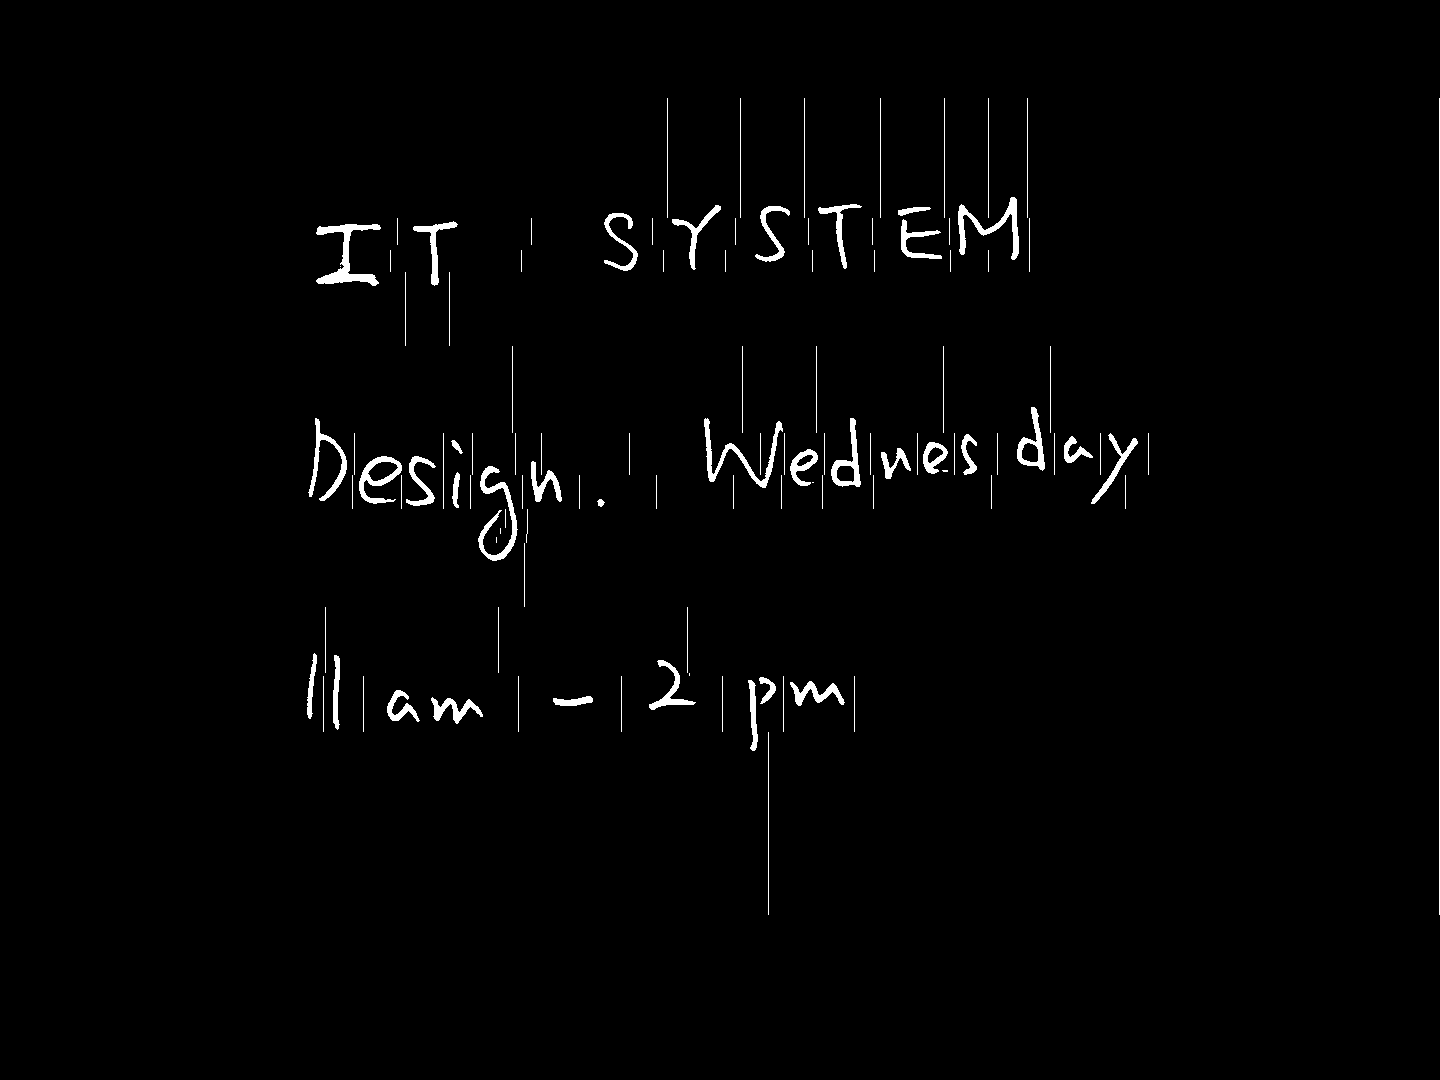 IT SYSTEM
Design. Wednesday
11 am - 2 pm